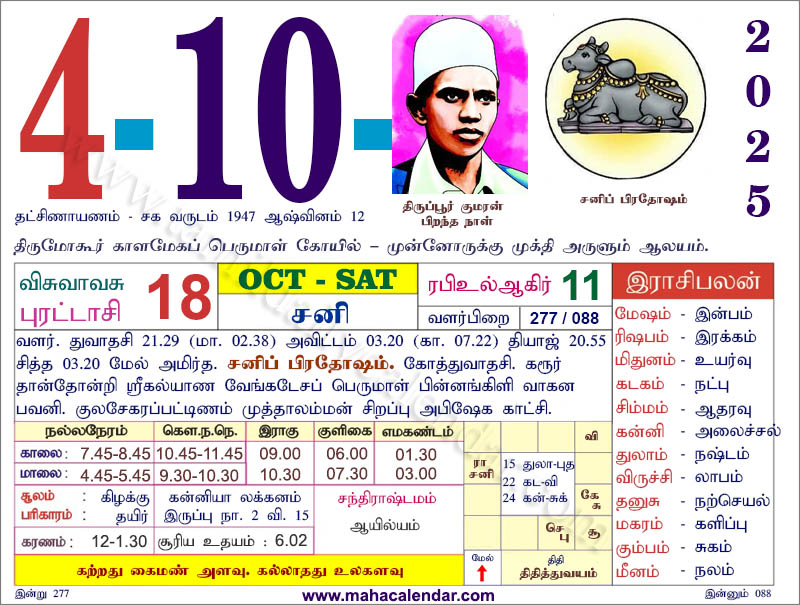 4-10-
2025
திருப்பூர் குமரன்
பிறந்த நாள்
சனிப் பிரதோஷம்
தட்சிணாயணம் - சக வருடம் 1947 ஆஷ்வினம் 12
திருமோகூர் காளமேகப் பெருமாள் கோயில் – முன்னோருக்கு முக்தி அருளும் ஆலயம்.
விசுவாவசு
புரட்டாசி 18
OCT - SAT
சனி
ரபிஉல்ஆகிர் 11
வளர்பிறை 277 / 088
வளர். துவாதசி 21.29 (மா. 02.38) அவிட்டம் 03.20 (கா. 07.22) தியாஜ் 20.55
சித்த 03.20 மேல் அமிர்த. சனிப் பிரதோஷம். கோத்துவாதசி. கரூர்
தான்தோன்றி ஸ்ரீகல்யாண வேங்கடேசப் பெருமாள் பின்னங்கிளி வாகன
பவனி. குலசேகரப்பட்டிணம் முத்தாலம்மன் சிறப்பு அபிஷேக காட்சி.
நல்லநேரம் கௌ.ந.நெ. இராகு குளிகை எமகண்டம்
காலை: 7.45-8.45 10.45-11.45 09.00 06.00 01.30
மாலை: 4.45-5.45 9.30-10.30 10.30 07.30 03.00
சூலம் : கிழக்கு
பரிகாரம் : தயிர்
கன்னியா லக்கனம்
இருப்பு நா. 2 வி. 15
சந்திராஷ்டமம்
ஆயில்யம்
கரணம்: 12-1.30 சூரிய உதயம் : 6.02
கற்றது கைமண் அளவு. கல்லாதது உலகளவு
வி
ரா
சனி
15 துலா-புத
22 கட-வி
24 கன்-சுக்
கே
சு
செ
பு
சூ
மேல்
திதி
திதித்துவயம்
இராசிபலன்
மேஷம் - இன்பம்
ரிஷபம் - இரக்கம்
மிதுனம் - உயர்வு
கடகம் - நட்பு
சிம்மம் - ஆதரவு
கன்னி - அலைச்சல்
துலாம் - நஷ்டம்
விருச்சி - லாபம்
தனுசு - நற்செயல்
மகரம் - களிப்பு
கும்பம் - சுகம்
மீனம் - நலம்
இன்று 277
www.mahacalendar.com
இன்னும் 088